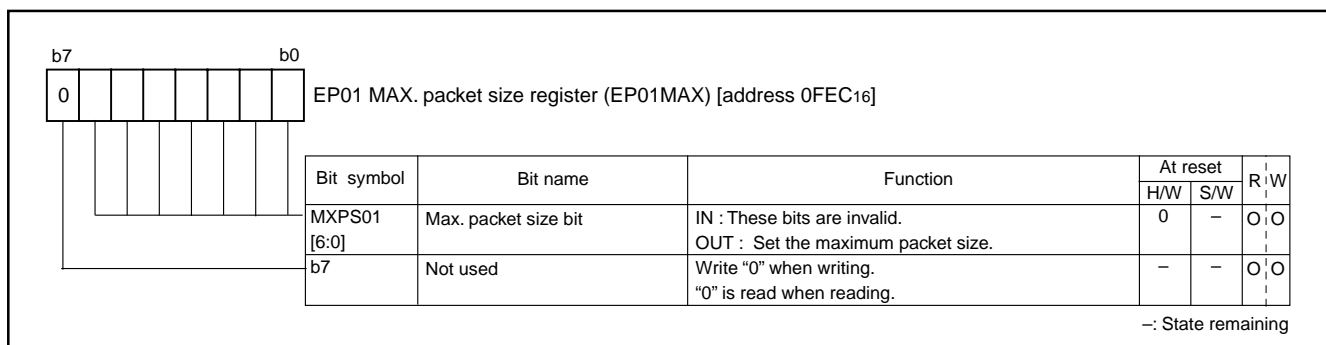 b7 b0
0 EP01 MAX. packet size register (EP01MAX) [address 0FEC16]
Bit symbol Bit name Function At reset R W
H/W S/W
MXPS01 Max. packet size bit IN : These bits are invalid. 0 – O O
[6:0] OUT : Set the maximum packet size.
b7 Not used Write “0” when writing. – – O O
“0” is read when reading.
–: State remaining